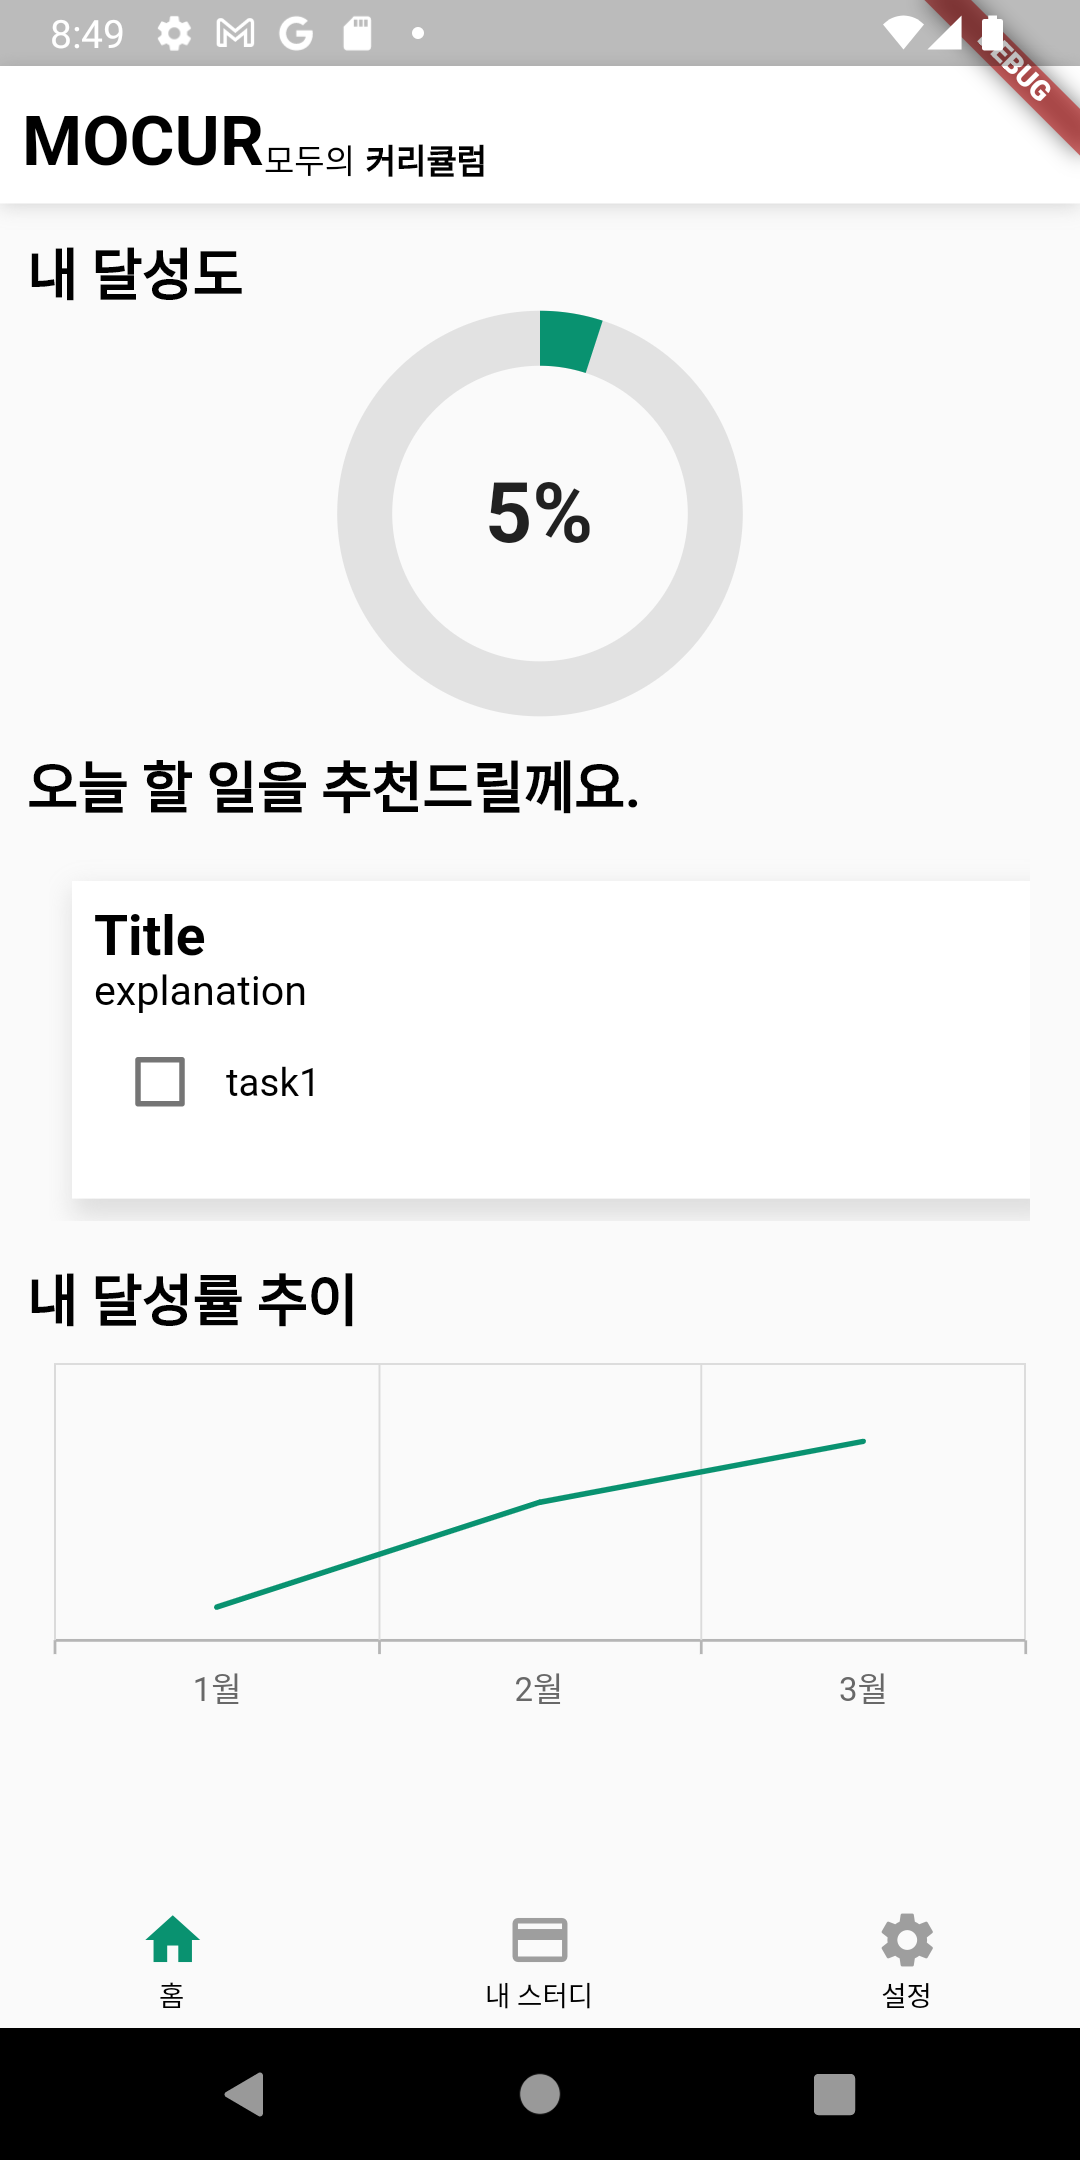 8:49
DEBUG
MOCUR모두의 커리큘럼
내 달성도
5%
오늘 할 일을 추천드릴께요.
Title
explanation
task1
내 달성률 추이
1월 2월 3월
홈 내 스터디 설정